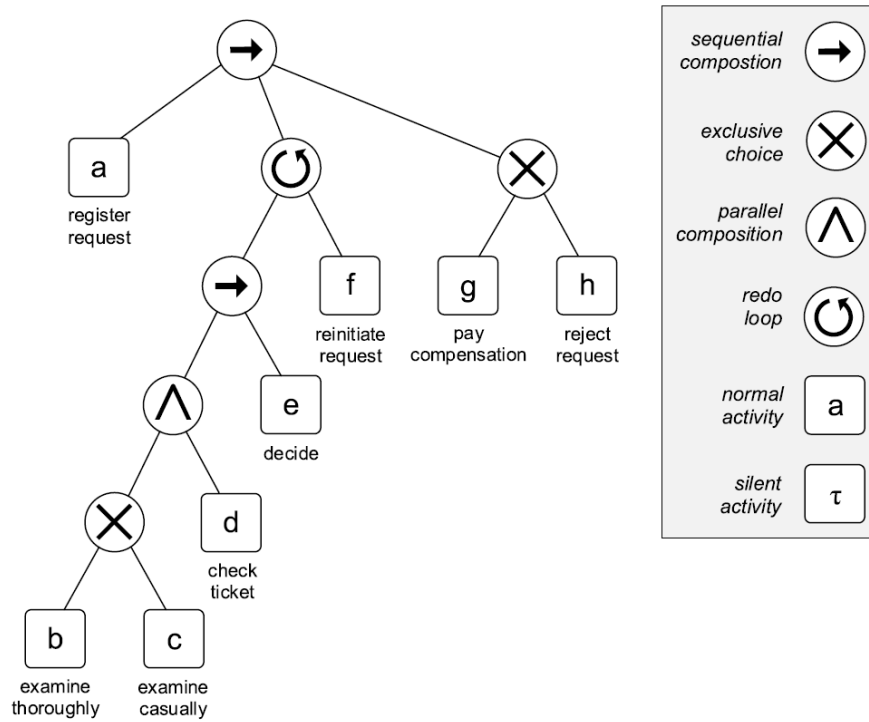 a
register
request
f
reinitiate
request
g
pay
compensation
h
reject
request
e
decide
d
check
ticket
b
examine
thoroughly
c
examine
casually
sequential
compostion
exclusive
choice
parallel
composition
redo
loop
normal
activity
a
silent
activity
τ